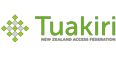 Tuakiri
NEW ZEALAND ACCESS FEDERATION